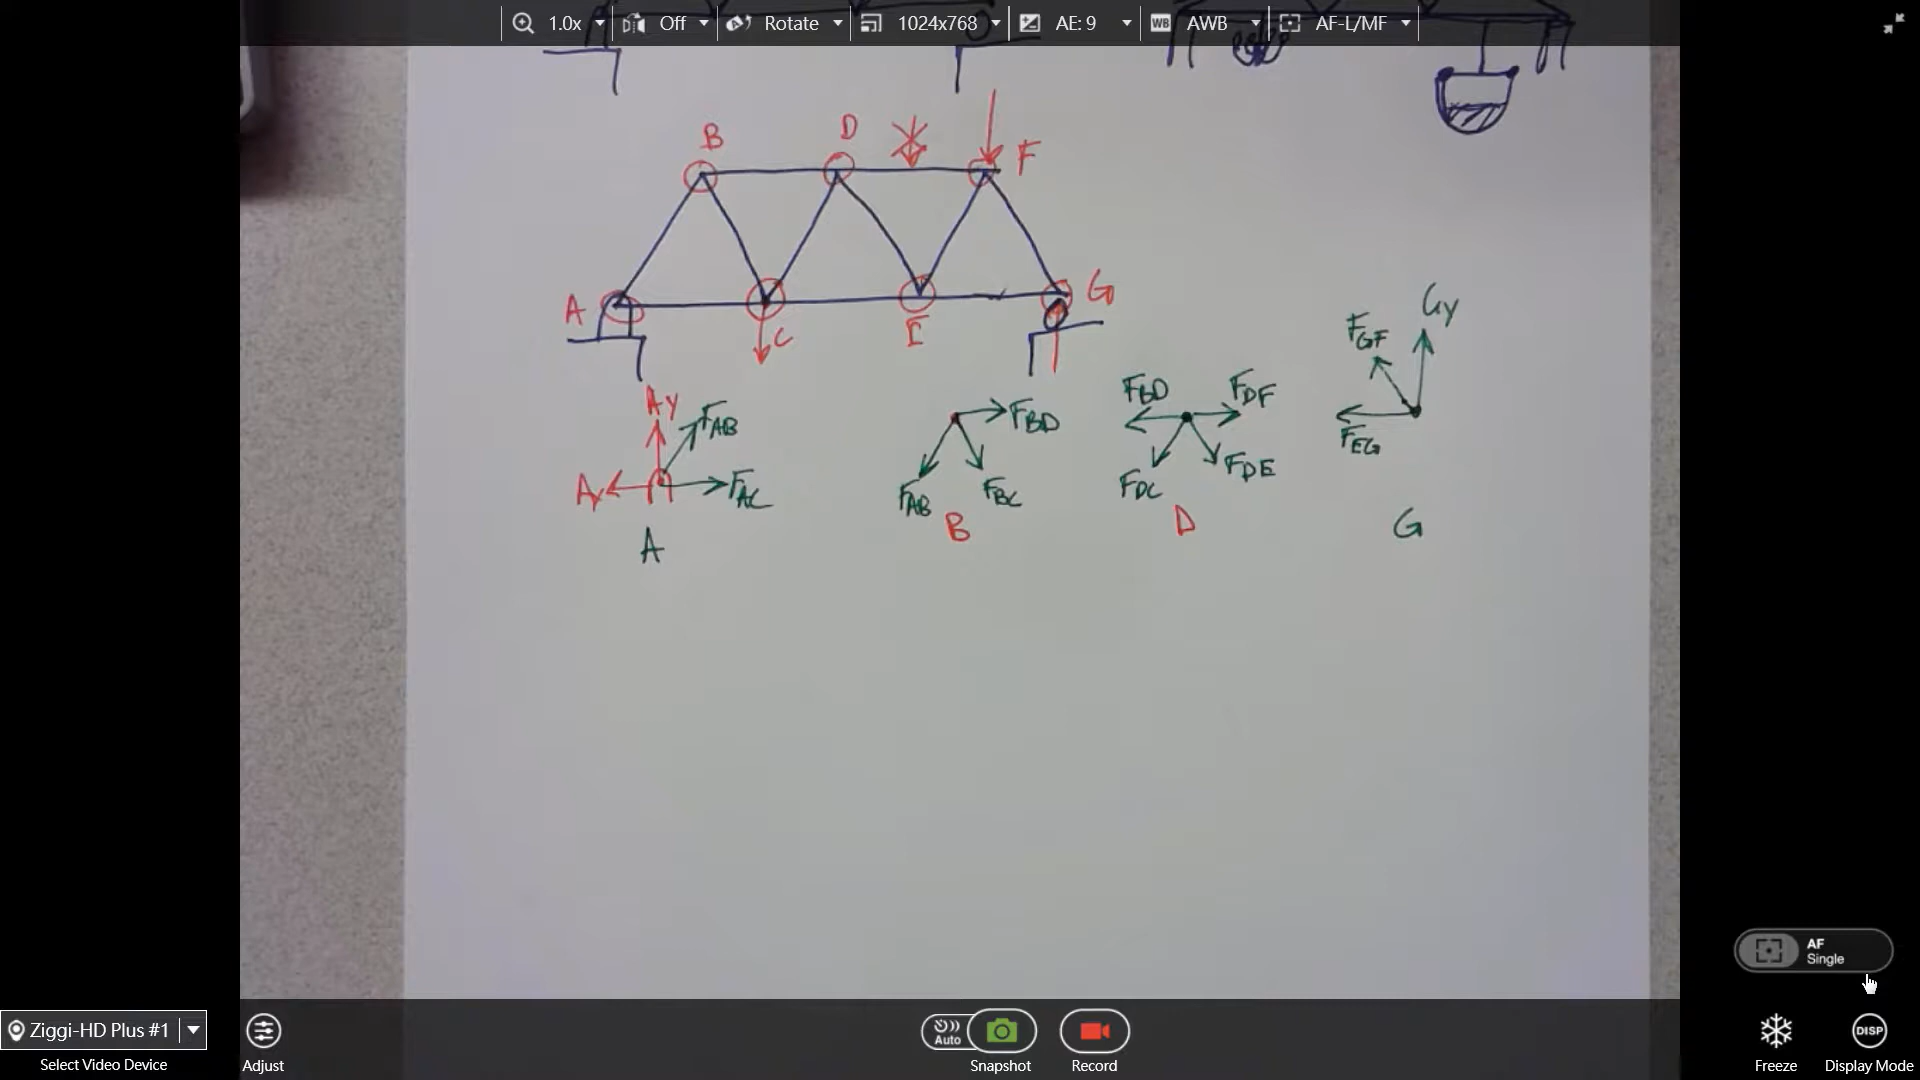 1.0x Off Rotate 1024x768 AE: 9 WB AWB AF-L/MF
B D F
A C E G
Ay FAB Ax FAC
A
FBD FAB FBC
B
FBD FDF FDC FDE
D
Gy FGF FEG
G
AF
Single
Ziggi-HD Plus #1
Select Video Device
Adjust
Auto
Snapshot
Record
Freeze
DISP
Display Mode